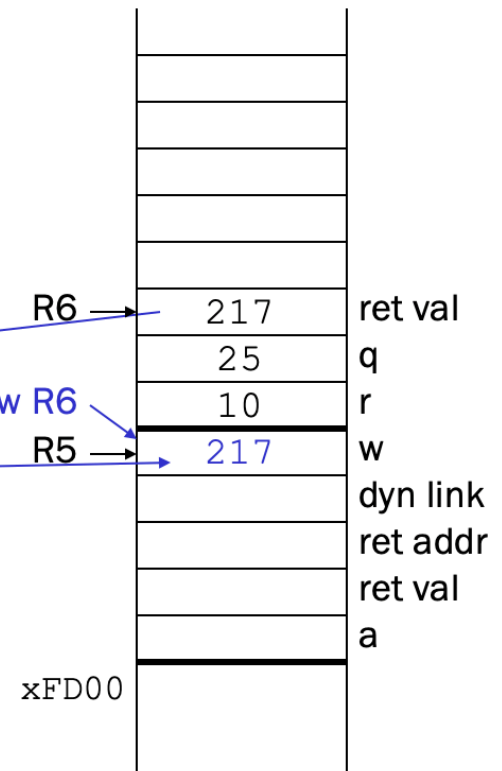 R6 217 ret val
25 q
10 r
w R6
R5 217 w
dyn link
ret addr
ret val
a
xFD00